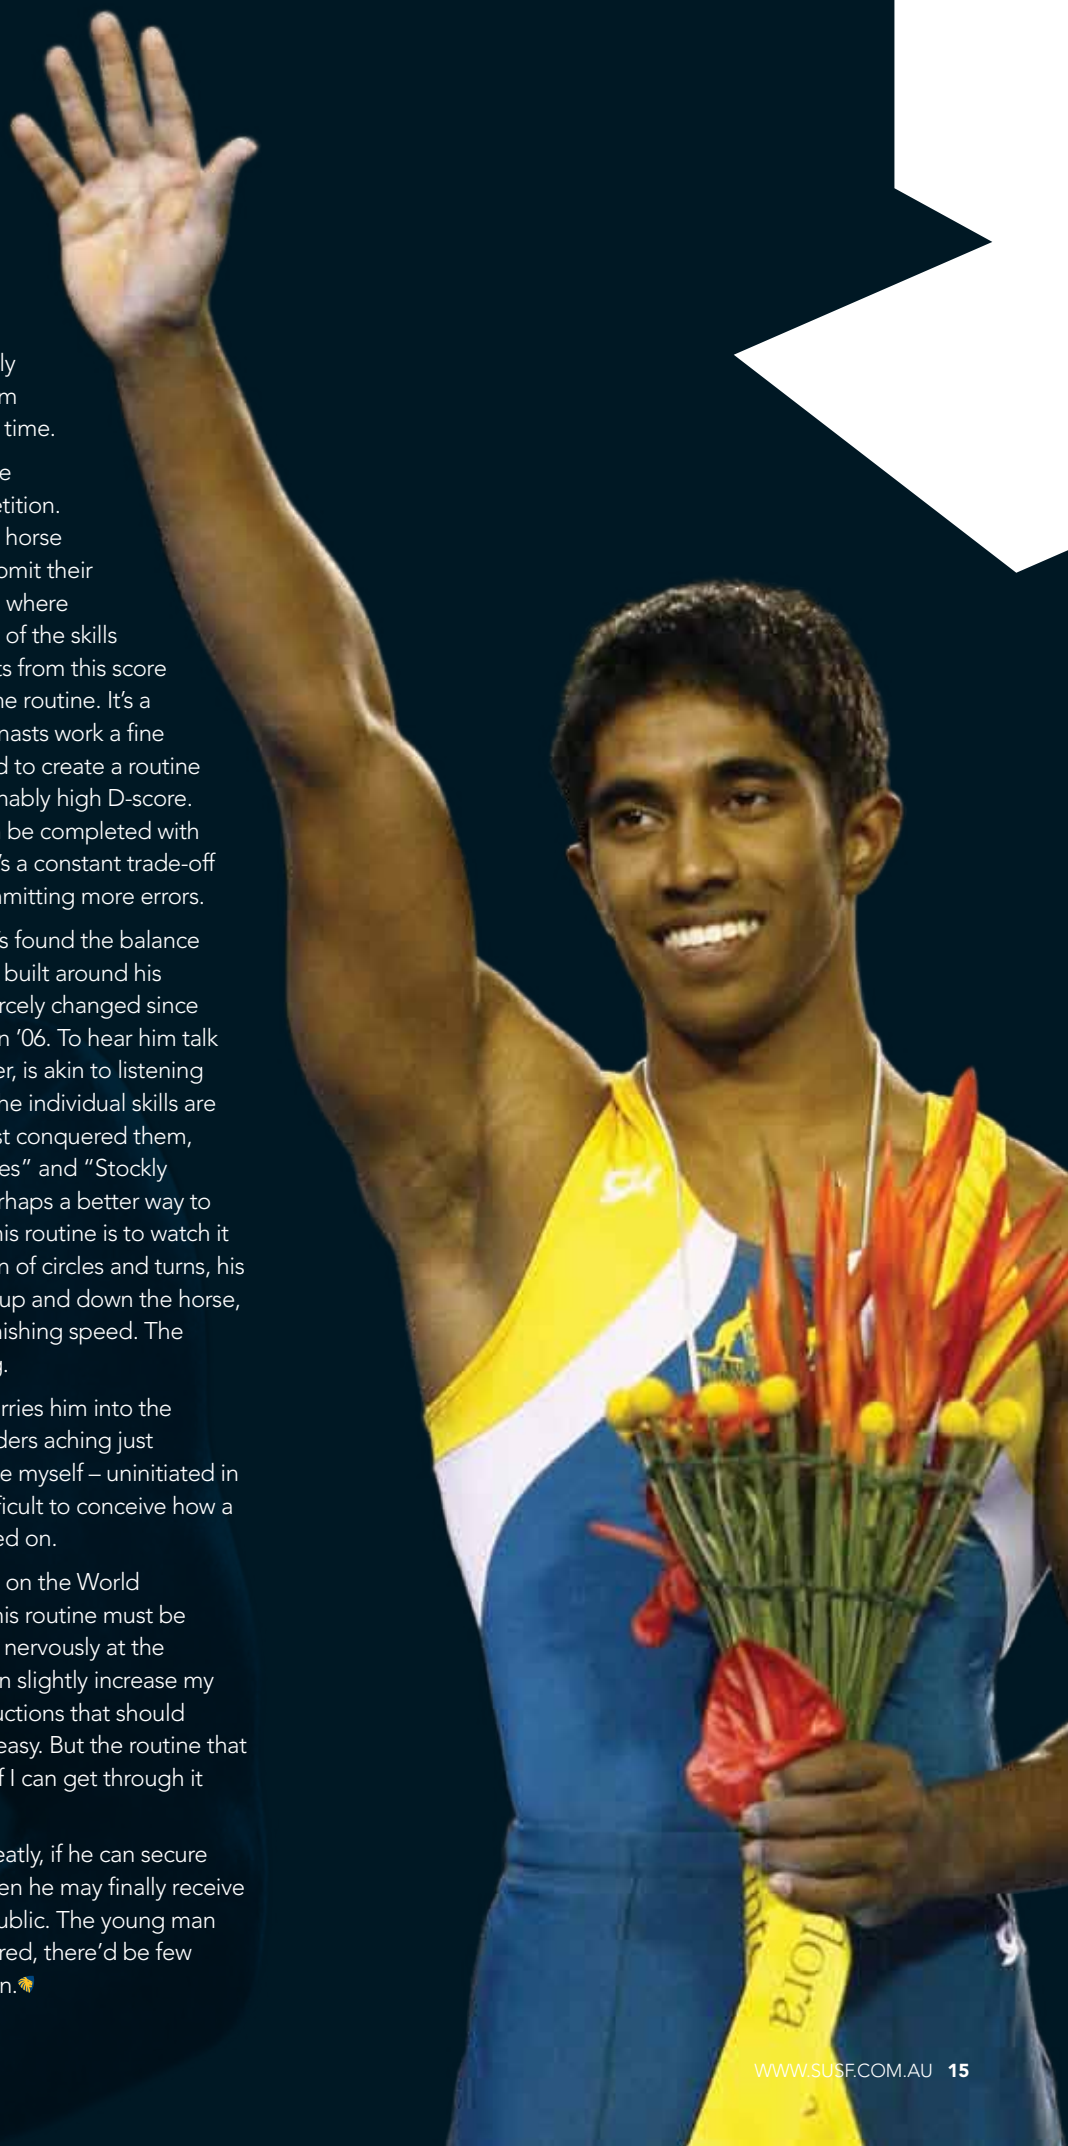 ly
m
time.
e
etition.
horse
omit their
where
of the skills
ts from this score
he routine. It’s a
nasts work a fine
d to create a routine
nably high D-score.
be completed with
’s a constant trade-off
mmitting more errors.
’s found the balance
built around his
rcely changed since
n ’06. To hear him talk
er, is akin to listening
he individual skills are
st conquered them,
es” and “Stockly
rhaps a better way to
his routine is to watch it
n of circles and turns, his
up and down the horse,
nishing speed. The
g.
rries him into the
ders aching just
e myself – uninitiated in
ficult to conceive how a
ed on.
on the World
his routine must be
nervously at the
n slightly increase my
uctions that should
easy. But the routine that
f I can get through it
eatly, if he can secure
en he may finally receive
ublic. The young man
red, there’d be few
n.
dora
WWW.SUSF.COM.AU 15